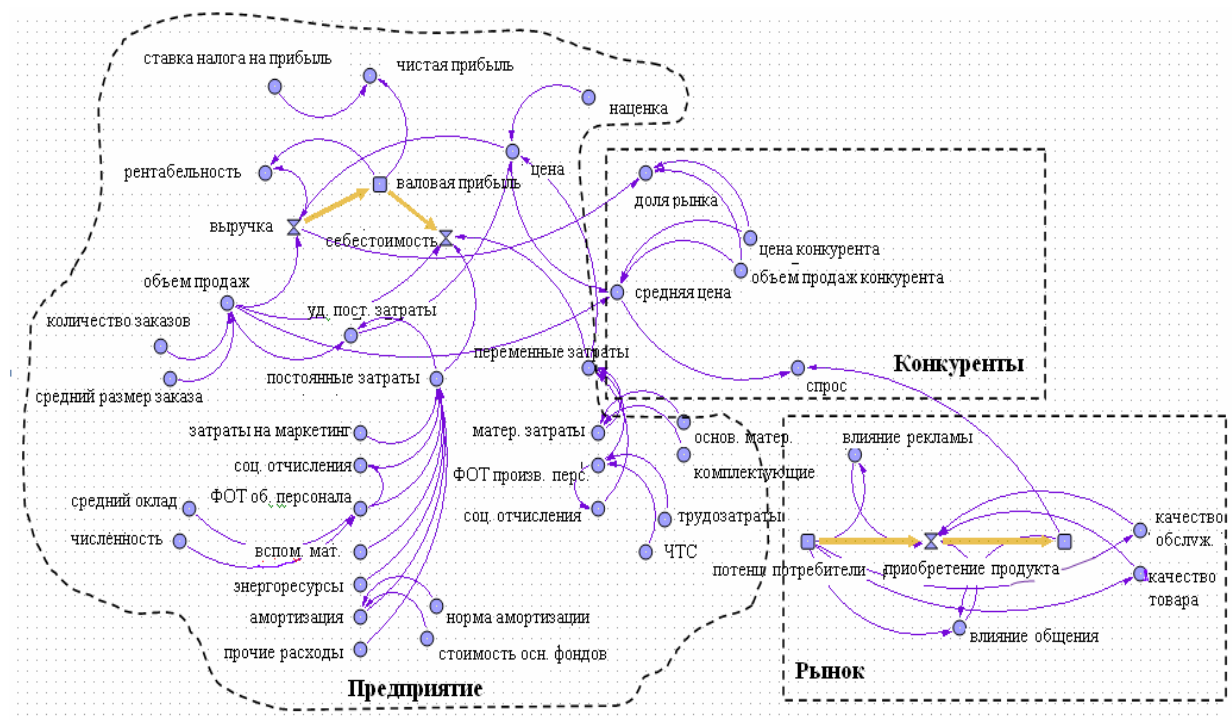 ставка налога на прибыль
чистая прибыль
наценка
рентабельность
валовая прибыль
цена
доля рынка
выручка
себестоимость
цена конкурента
объем продаж конкурента
объем продаж
средняя цена
уд. пост. затраты
количество заказов
переменные затраты
Конкуренты
постоянные затраты
спрос
средний размер заказа
затраты на маркетинг
матер. затраты
основ. матер.
влияние рекламы
соц. отчисления
ФОТ произв. перс.
комплектующие
средний оклад
ФОТ об. персонала
соц. отчисления
трудозатраты
качество
обслуж.
численность
вспом. мат.
ЧТС
потенц потребители
приобретение продукта
энергоресурсы
качество
товара
амортизация
норма амортизации
влияние общения
прочие расходы
стоимость осн. фондов
Рынок
Предприятие